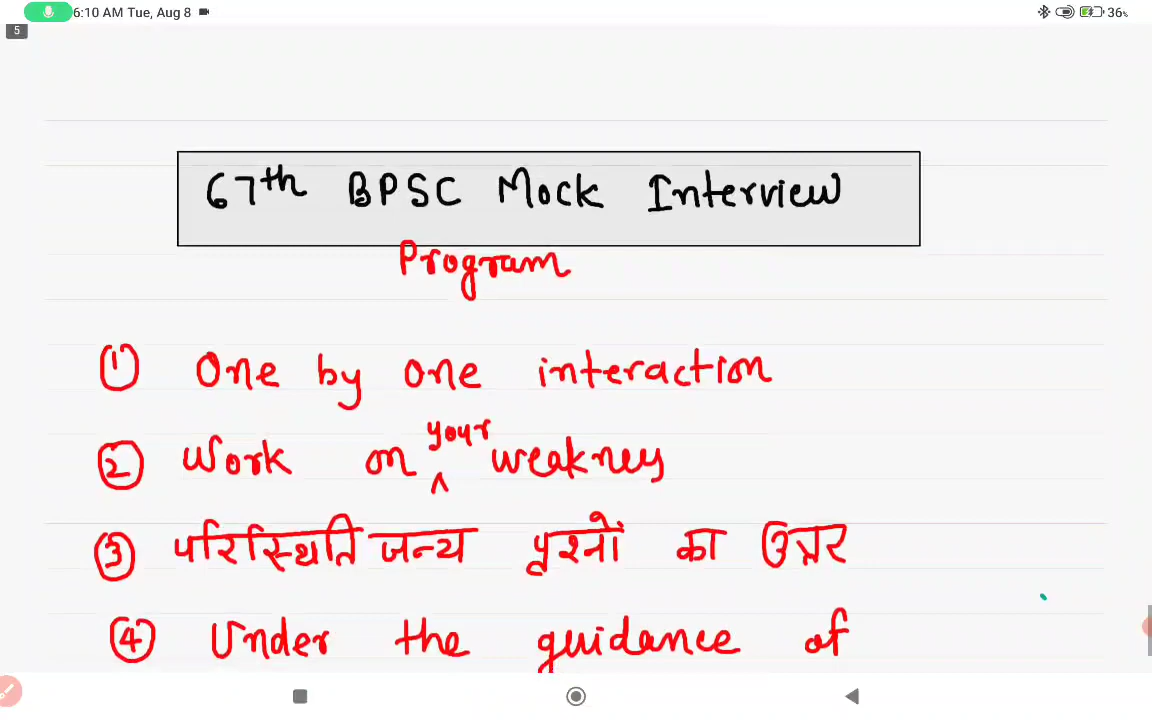 6:10 AM Tue, Aug 8
36%
5
67th BPSC Mock Interview
Program
① One by one interaction
② Work on ^ your weakness
③ परिस्थिति जन्य प्रश्नों का उत्तर
④ Under the guidance of